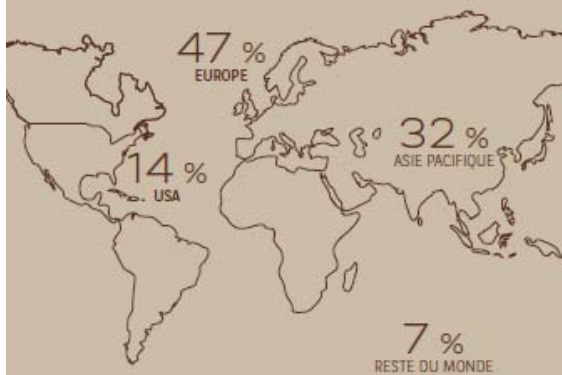 47 %
EUROPE
32 %
ASIE PACIFIQUE
14 %
USA
7 %
RESTE DU MONDE